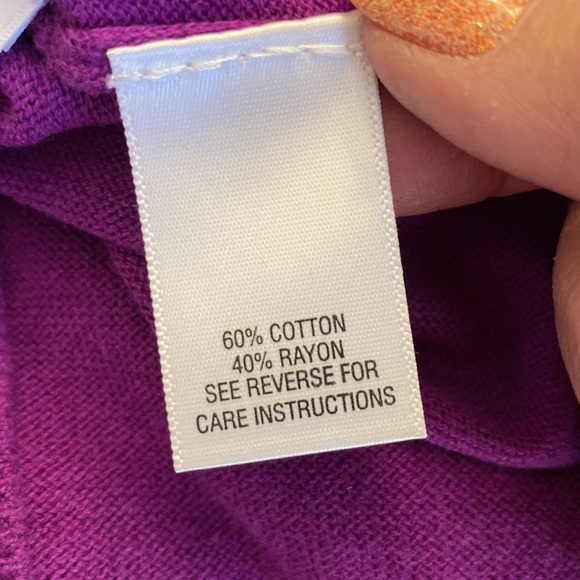 60% COTTON
40% RAYON
SEE REVERSE FOR
CARE INSTRUCTIONS